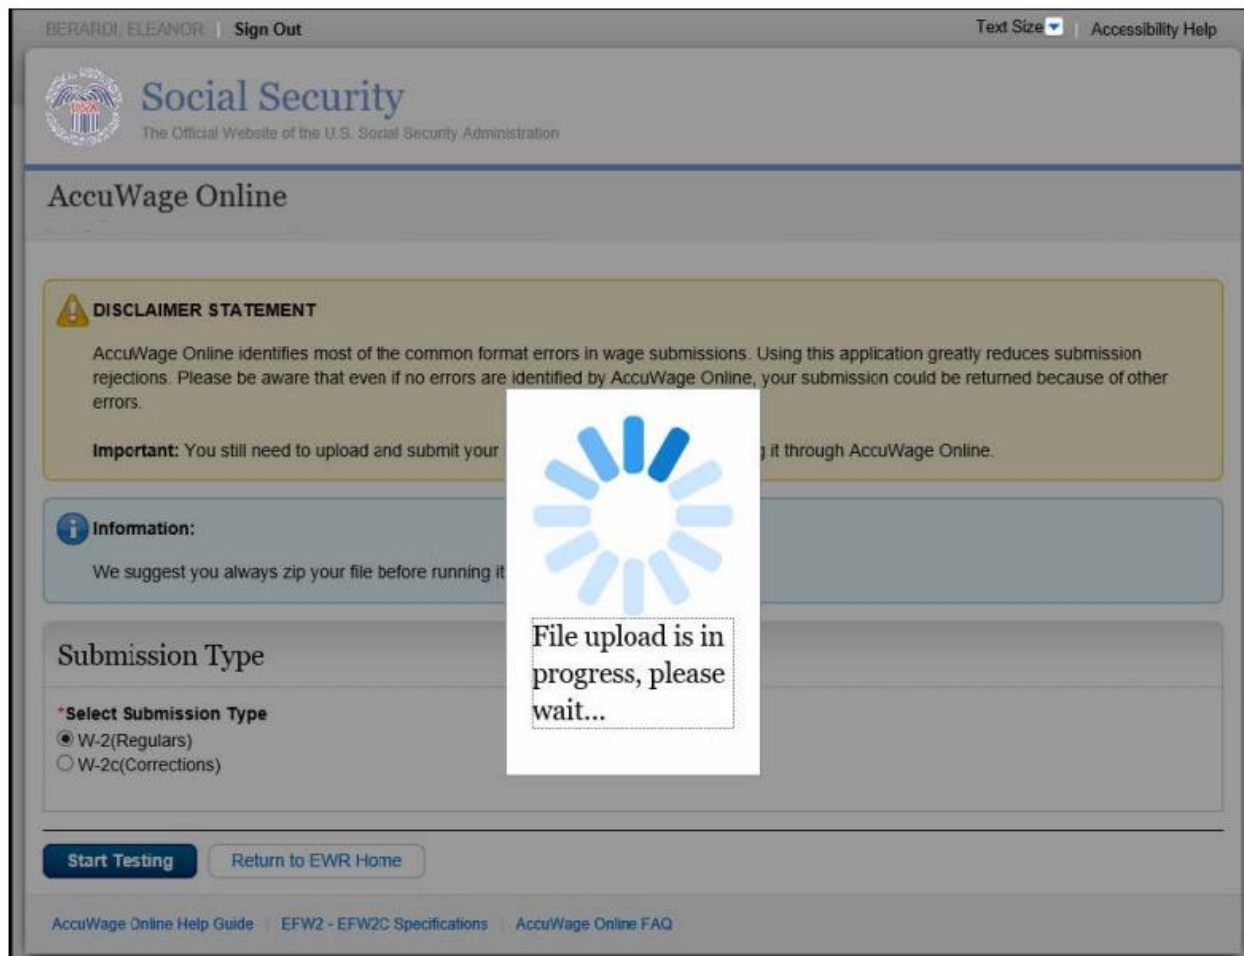 BERARDI, ELEANOR | Sign Out
Text Size | Accessibility Help
USA
Social Security
The Official Website of the U.S. Social Security Administration
AccuWage Online
DISCLAIMER STATEMENT
AccuWage Online identifies most of the common format errors in wage submissions. Using this application greatly reduces submission
rejections. Please be aware that even if no errors are identified by AccuWage Online, your submission could be returned because of other
errors.
Important: You still need to upload and submit your
it through AccuWage Online.
Information:
We suggest you always zip your file before running it
File upload is in
progress, please
wait...
Submission Type
*Select Submission Type
W-2(Regulars)
W-2c(Corrections)
Start Testing
Return to EWR Home
AccuWage Online Help Guide | EFW2 - EFW2C Specifications | AccuWage Online FAQ